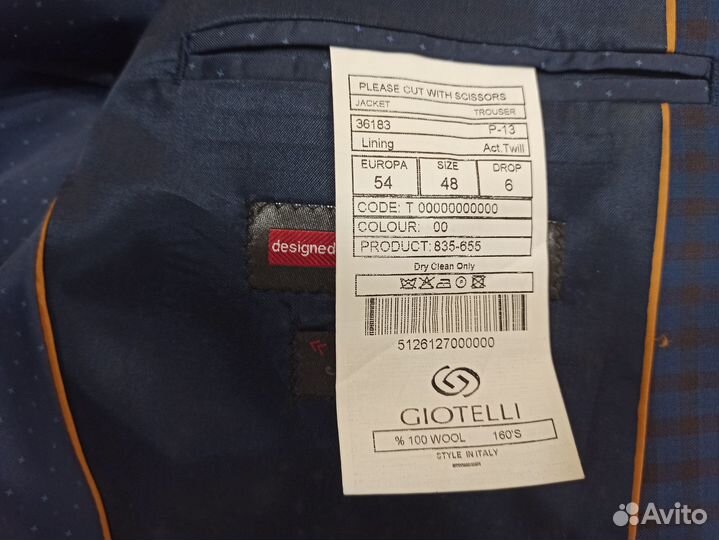 PLEASE CUT WITH SCISSORS
JACKET TROUSER
36183 P-13
Lining Act.Twill
EUROPA SIZE DROP
54 48 6
CODE: T 00000000000
COLOUR: 00
PRODUCT: 835-655
designed
Dry Clean Only
5126127000000
GIOTELLI
% 100 WOOL 160'S
STYLE IN ITALY
Avito